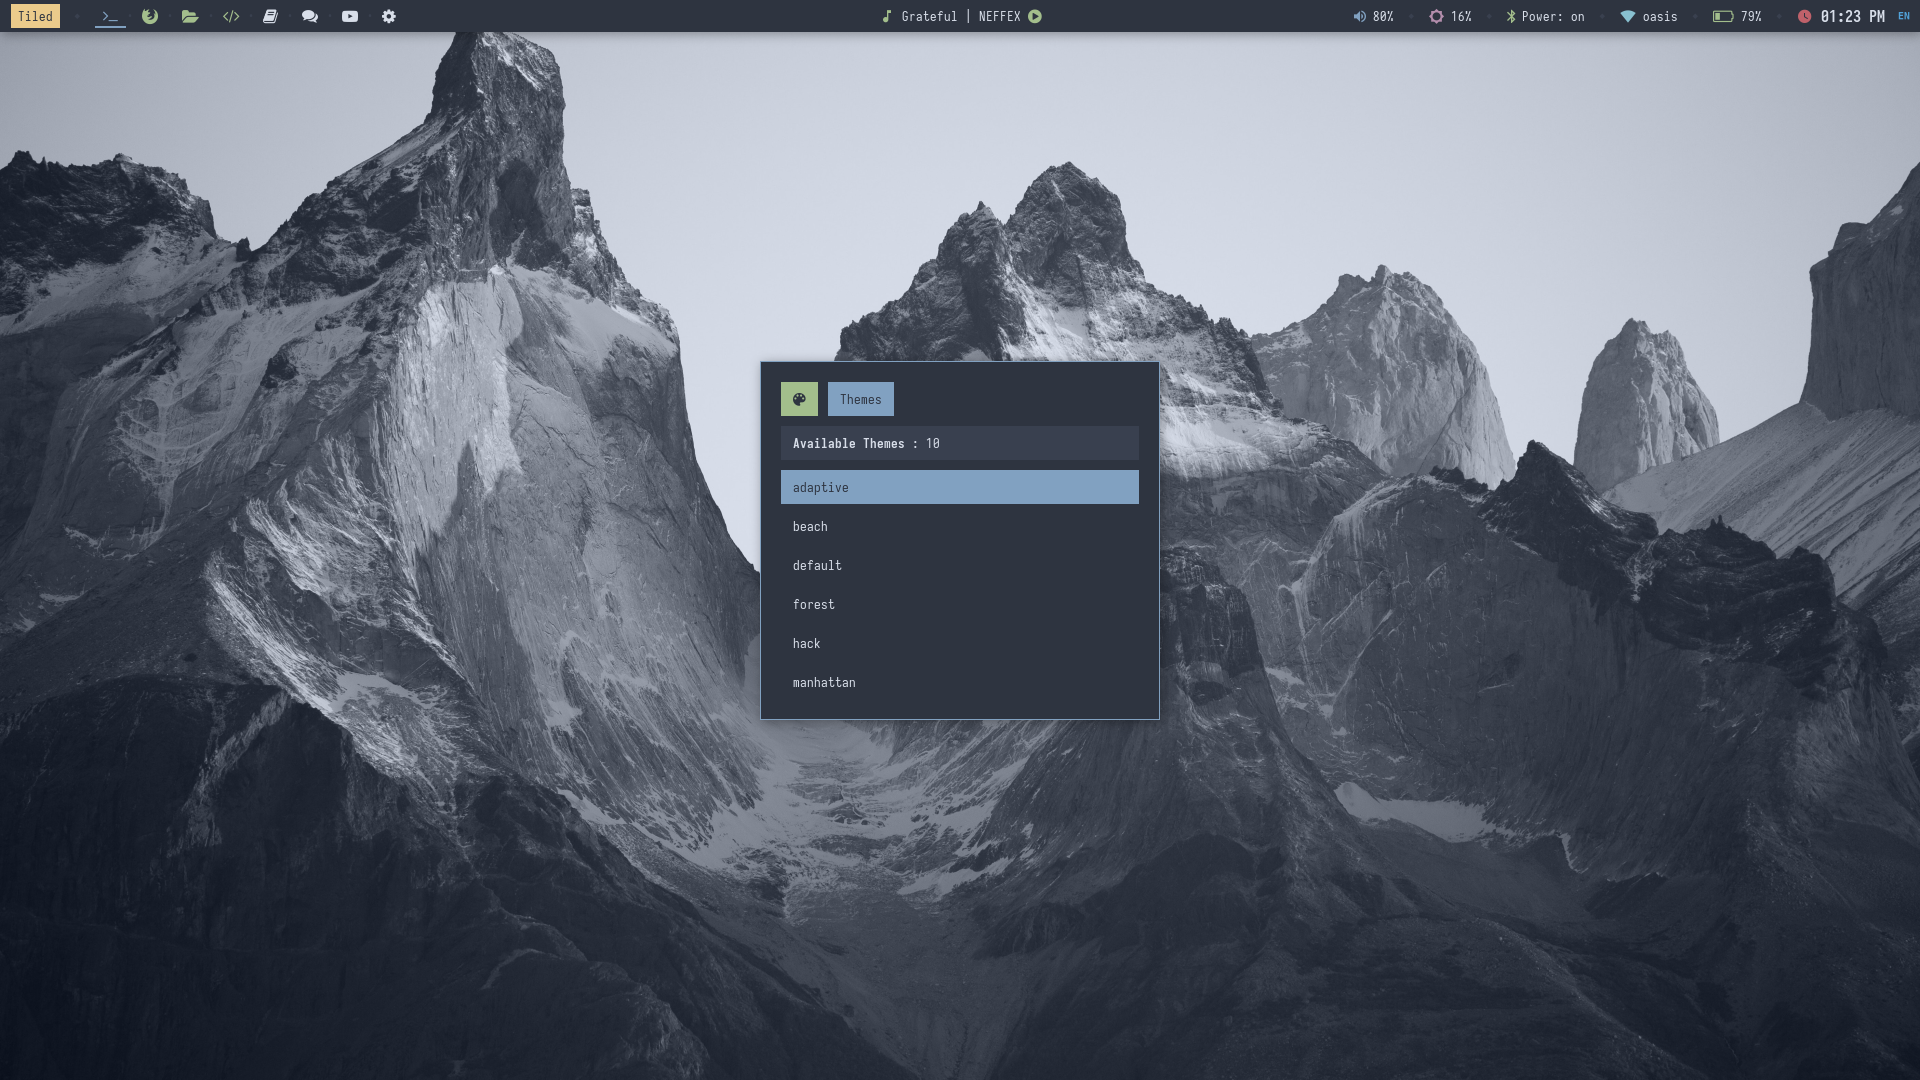 Tiled
Grateful | NEFFEX
80%
16%
Power: on
oasis
79%
01:23 PM
EN
Themes
Available Themes : 10
adaptive
beach
default
forest
hack
manhattan